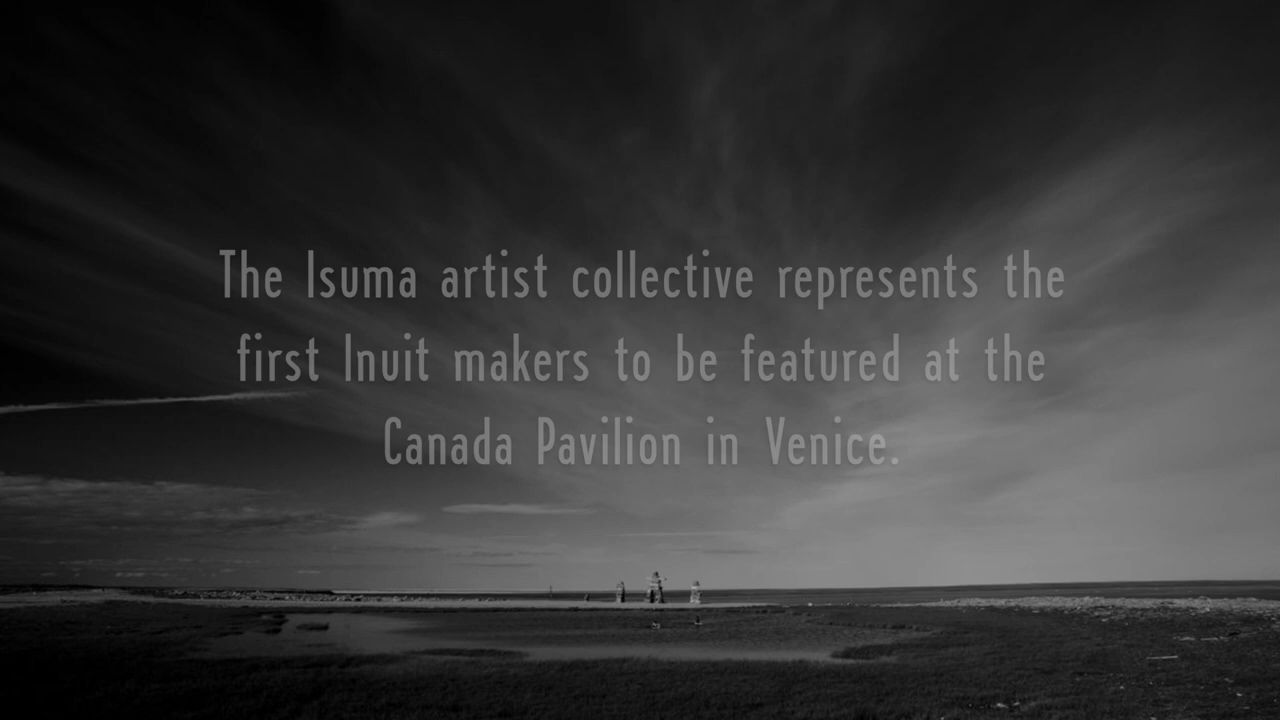 The Isuma artist collective represents the
first Inuit makers to be featured at the
Canada Pavilion in Venice.